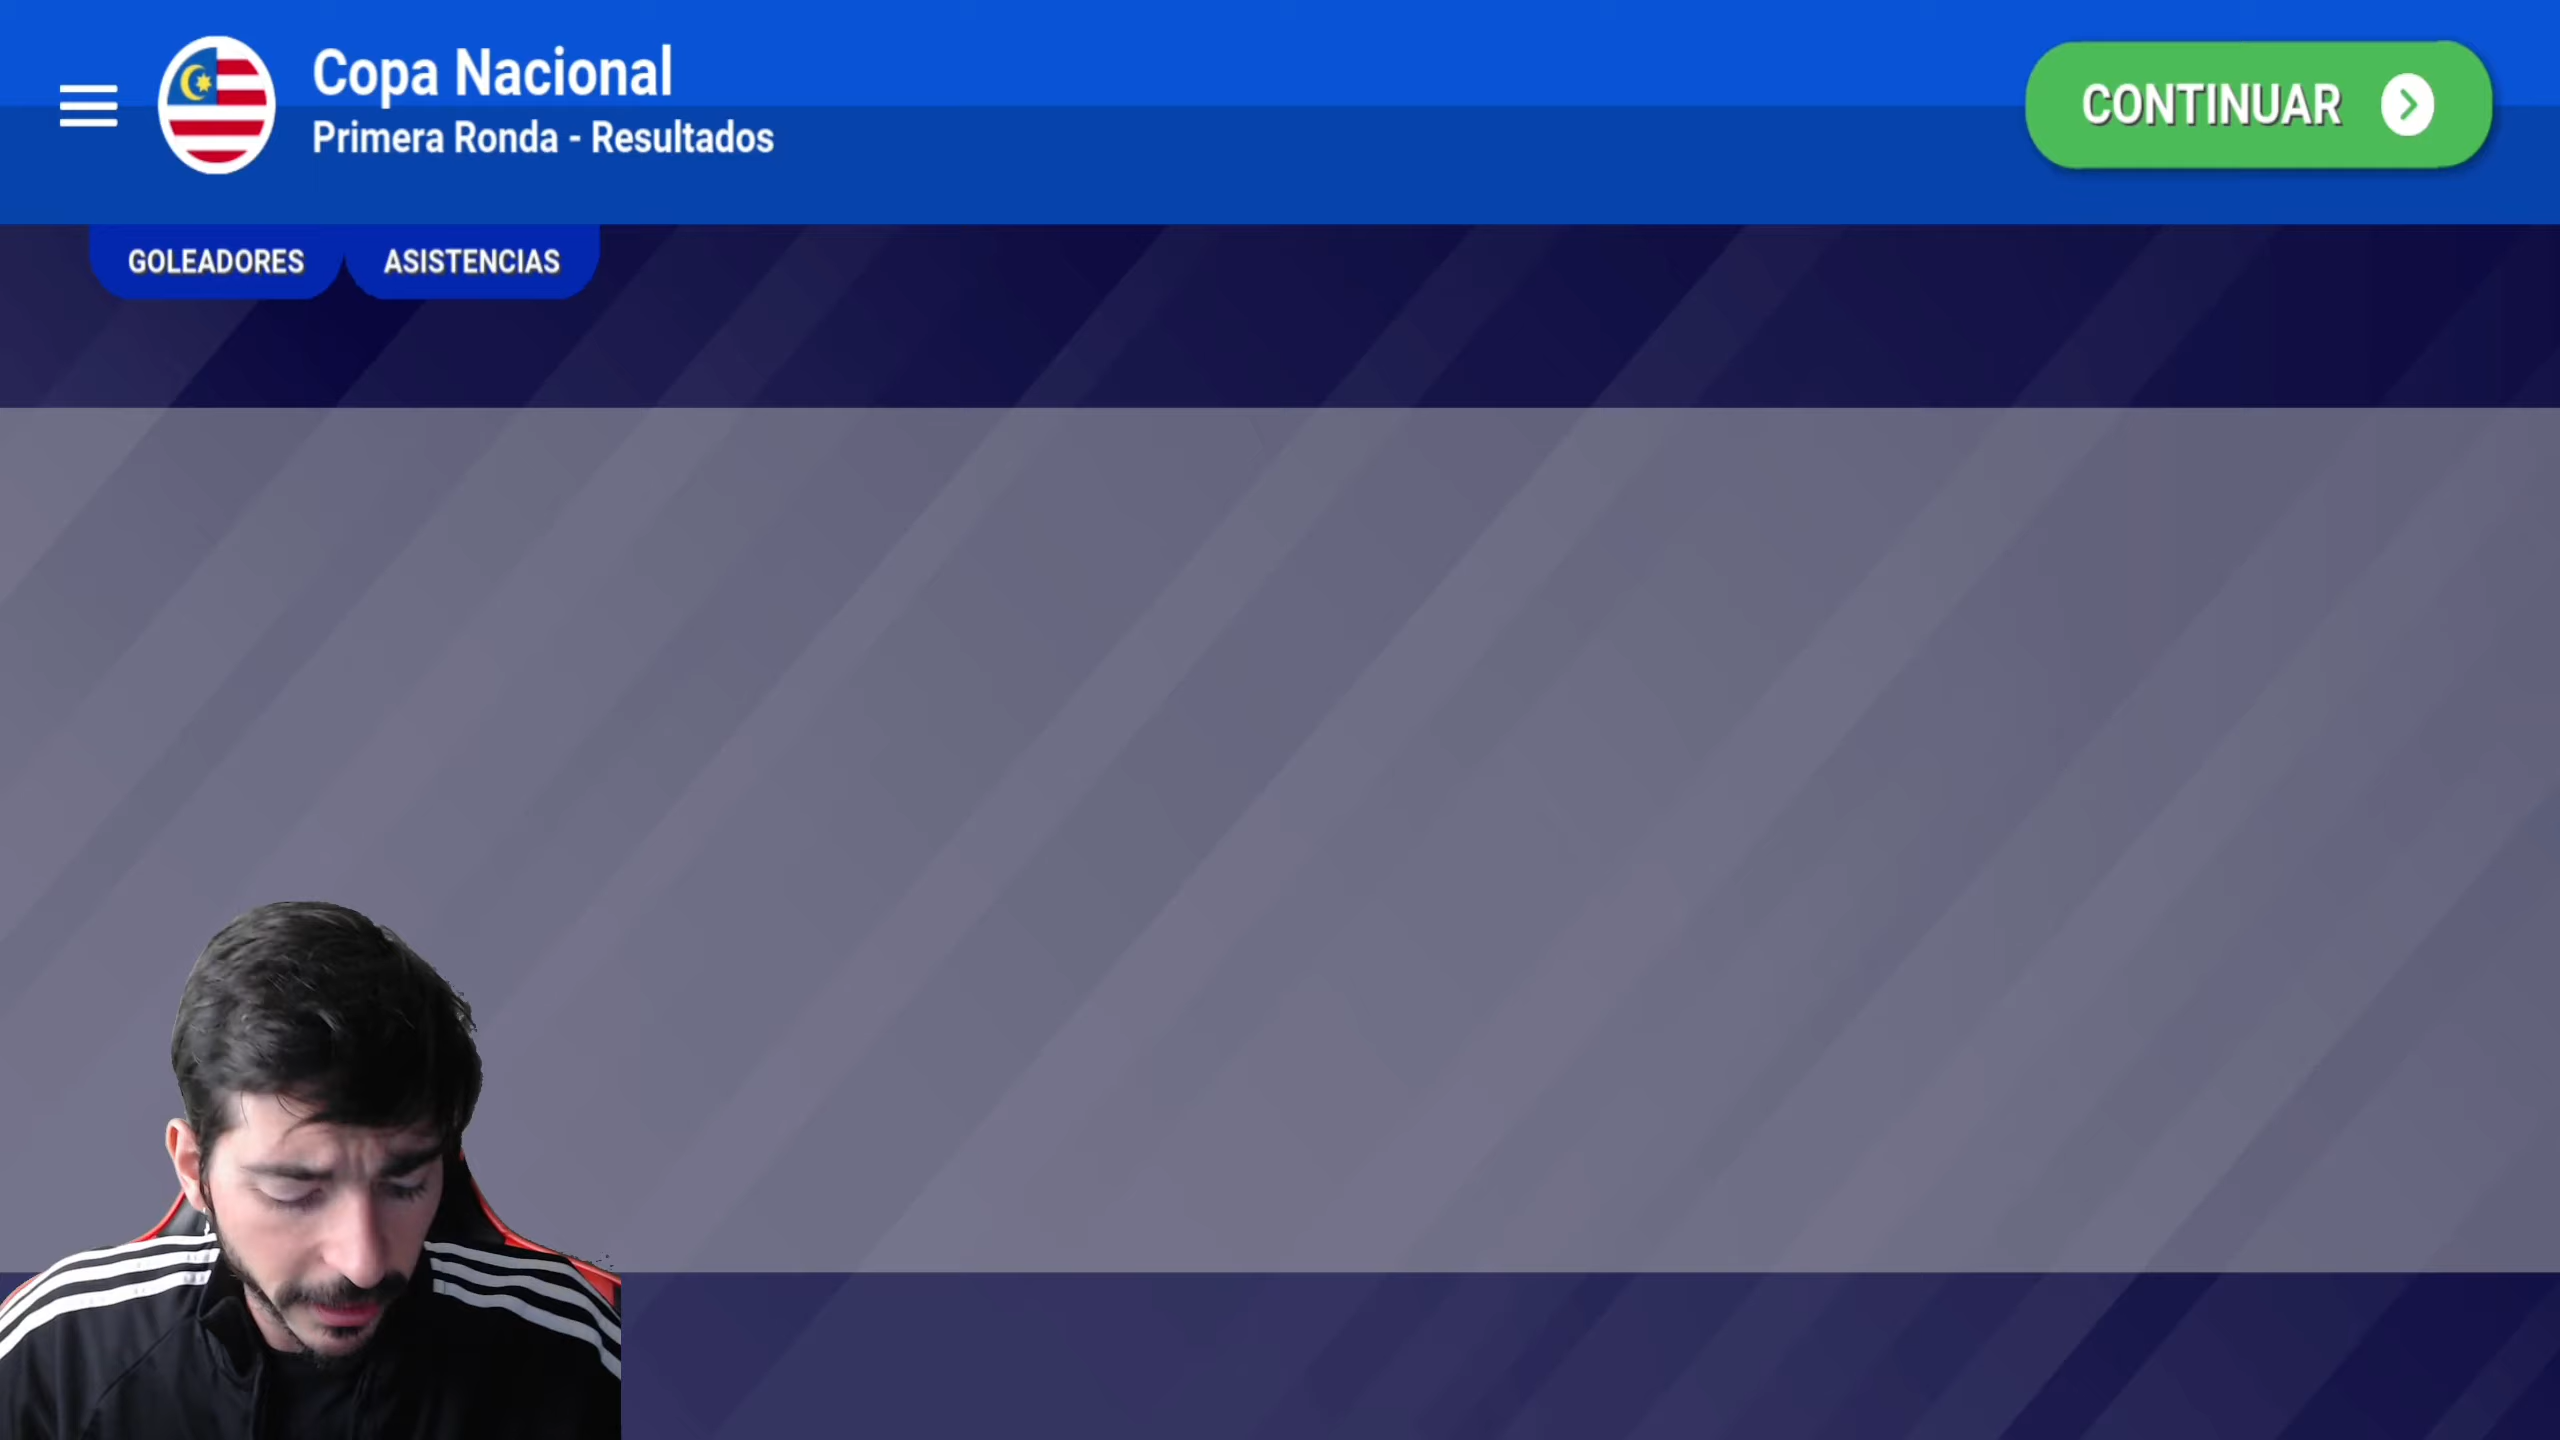 Copa Nacional
Primera Ronda - Resultados
CONTINUAR
GOLEADORES
ASISTENCIAS